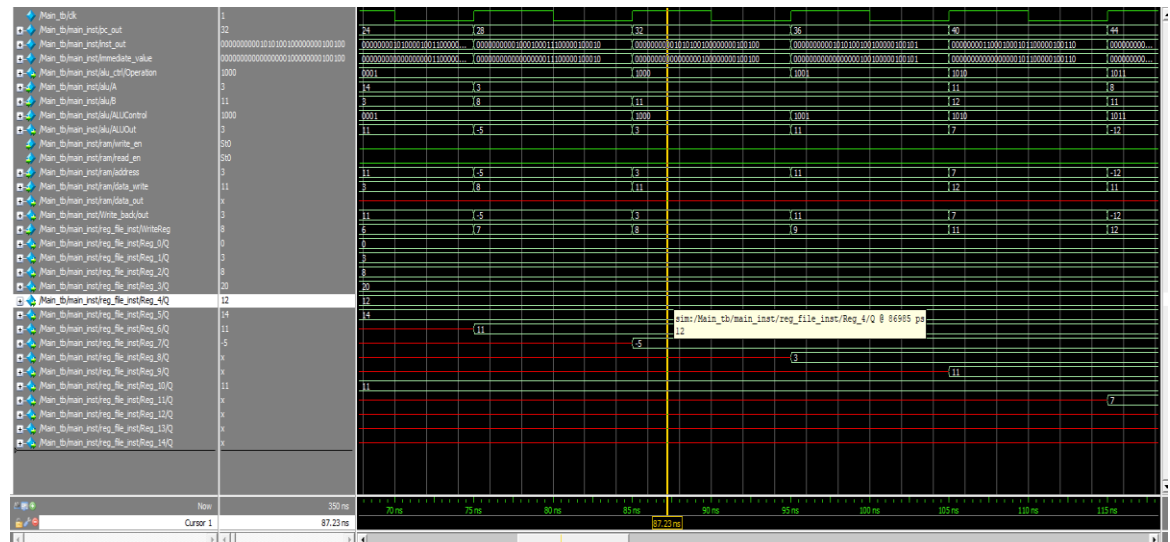 /Main_tb/clk 1
/Main_tb/main_inst/pc_out 32 24 28 32 36 40 44
/Main_tb/main_inst/inst_out
/Main_tb/main_inst/immediate_value
/Main_tb/main_inst/alu_ctrl/Operation 1000 0001 1000 1001 1010 1011
/Main_tb/main_inst/alu/A 3 14 3 11 8
/Main_tb/main_inst/alu/B 11 3 8 11 12 11
/Main_tb/main_inst/alu/ALUControl 1000 0001 1000 1001 1010 1011
/Main_tb/main_inst/alu/ALUOut 3 11 -5 3 11 7 -12
/Main_tb/main_inst/ram/write_en St0
/Main_tb/main_inst/ram/read_en St0
/Main_tb/main_inst/ram/address 3 11 -5 3 11 7 -12
/Main_tb/main_inst/ram/data_write 11 3 8 11 12 11
/Main_tb/main_inst/ram/data_out x
/Main_tb/main_inst/Write_back/out 3 11 -5 3 11 7 -12
/Main_tb/main_inst/reg_file_inst/WriteReg 8 6 7 8 9 11 12
/Main_tb/main_inst/reg_file_inst/Reg_0/Q 0 0
/Main_tb/main_inst/reg_file_inst/Reg_1/Q 3 3
/Main_tb/main_inst/reg_file_inst/Reg_2/Q 8 8
/Main_tb/main_inst/reg_file_inst/Reg_3/Q 20 20
/Main_tb/main_inst/reg_file_inst/Reg_4/Q 12 12
/Main_tb/main_inst/reg_file_inst/Reg_5/Q 14 14
sim:/Main_tb/main_inst/reg_file_inst/Reg_4/Q @ 86985 ps
12
/Main_tb/main_inst/reg_file_inst/Reg_6/Q 11 11
/Main_tb/main_inst/reg_file_inst/Reg_7/Q -5 -5
/Main_tb/main_inst/reg_file_inst/Reg_8/Q x 3
/Main_tb/main_inst/reg_file_inst/Reg_9/Q x 11
/Main_tb/main_inst/reg_file_inst/Reg_10/Q 11 11
/Main_tb/main_inst/reg_file_inst/Reg_11/Q x 7
/Main_tb/main_inst/reg_file_inst/Reg_12/Q x
/Main_tb/main_inst/reg_file_inst/Reg_13/Q x
/Main_tb/main_inst/reg_file_inst/Reg_14/Q x
Now 350 ns 70 ns 75 ns 80 ns 85 ns 90 ns 95 ns 100 ns 105 ns 110 ns 115 ns
Cursor 1 87.23 ns 87.23 ns